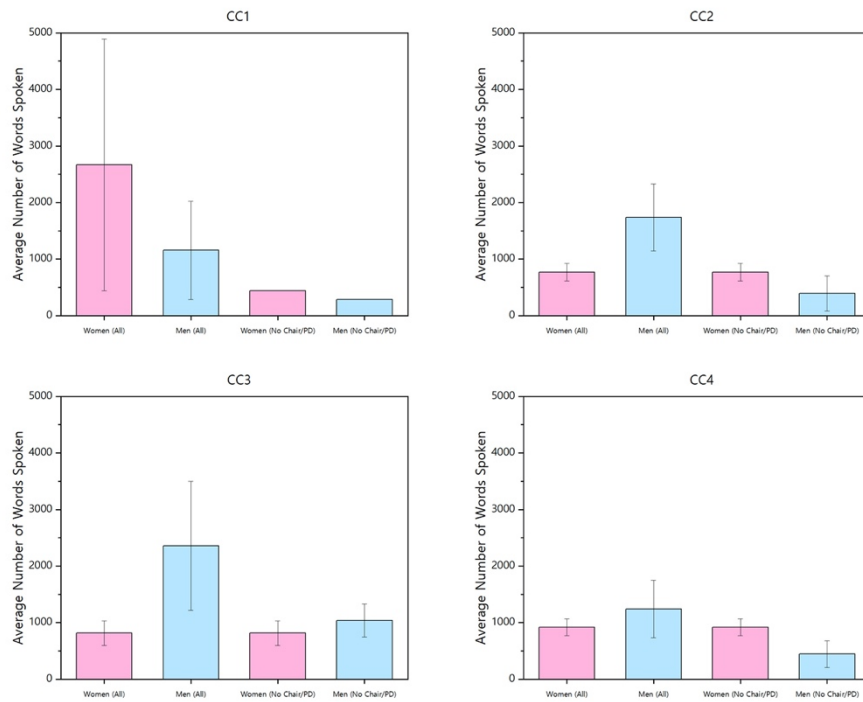 CC1
Average Number of Words Spoken
5000
4000
3000
2000
1000
0
Women (All) Men (All) Women (No Chair/PD) Men (No Chair/PD)
CC2
Average Number of Words Spoken
5000
4000
3000
2000
1000
0
Women (All) Men (All) Women (No Chair/PD) Men (No Chair/PD)
CC3
Average Number of Words Spoken
5000
4000
3000
2000
1000
0
Women (All) Men (All) Women (No Chair/PD) Men (No Chair/PD)
CC4
Average Number of Words Spoken
5000
4000
3000
2000
1000
0
Women (All) Men (All) Women (No Chair/PD) Men (No Chair/PD)